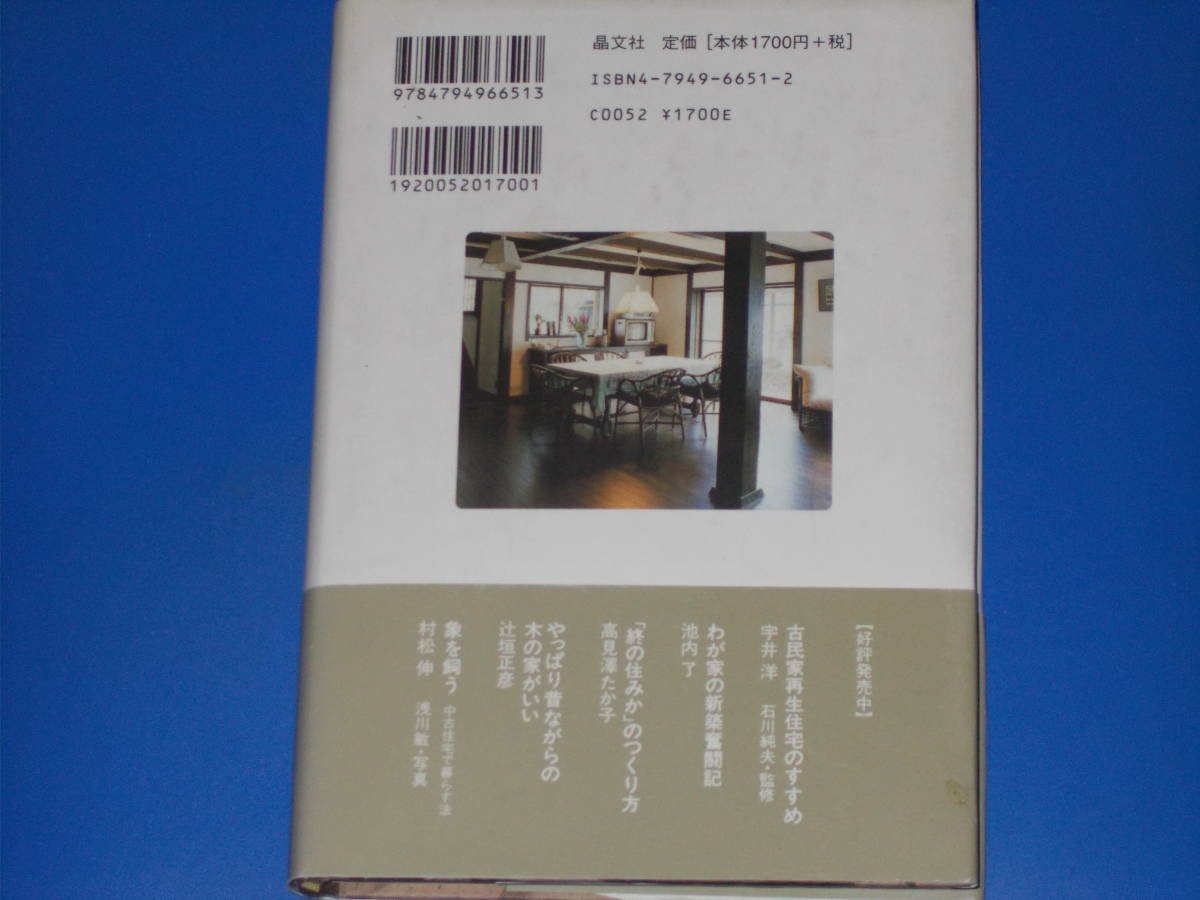 晶文社 定価[本体1700円+税]
9784794966513
ISBN4-7949-6651-2
C0052 ¥1700E
1920052017001
【好評発売中】
古民家再生住宅のすすめ
宇井 洋 石川純夫・監修
わが家の新築奮闘記
池内 了
「終の住みか」のつくり方
高見澤たか子
やっぱり昔ながらの
木の家がいい
辻垣正彦
象を飼う 中古住宅で暮らす法
村松 伸 浅川敏・写真